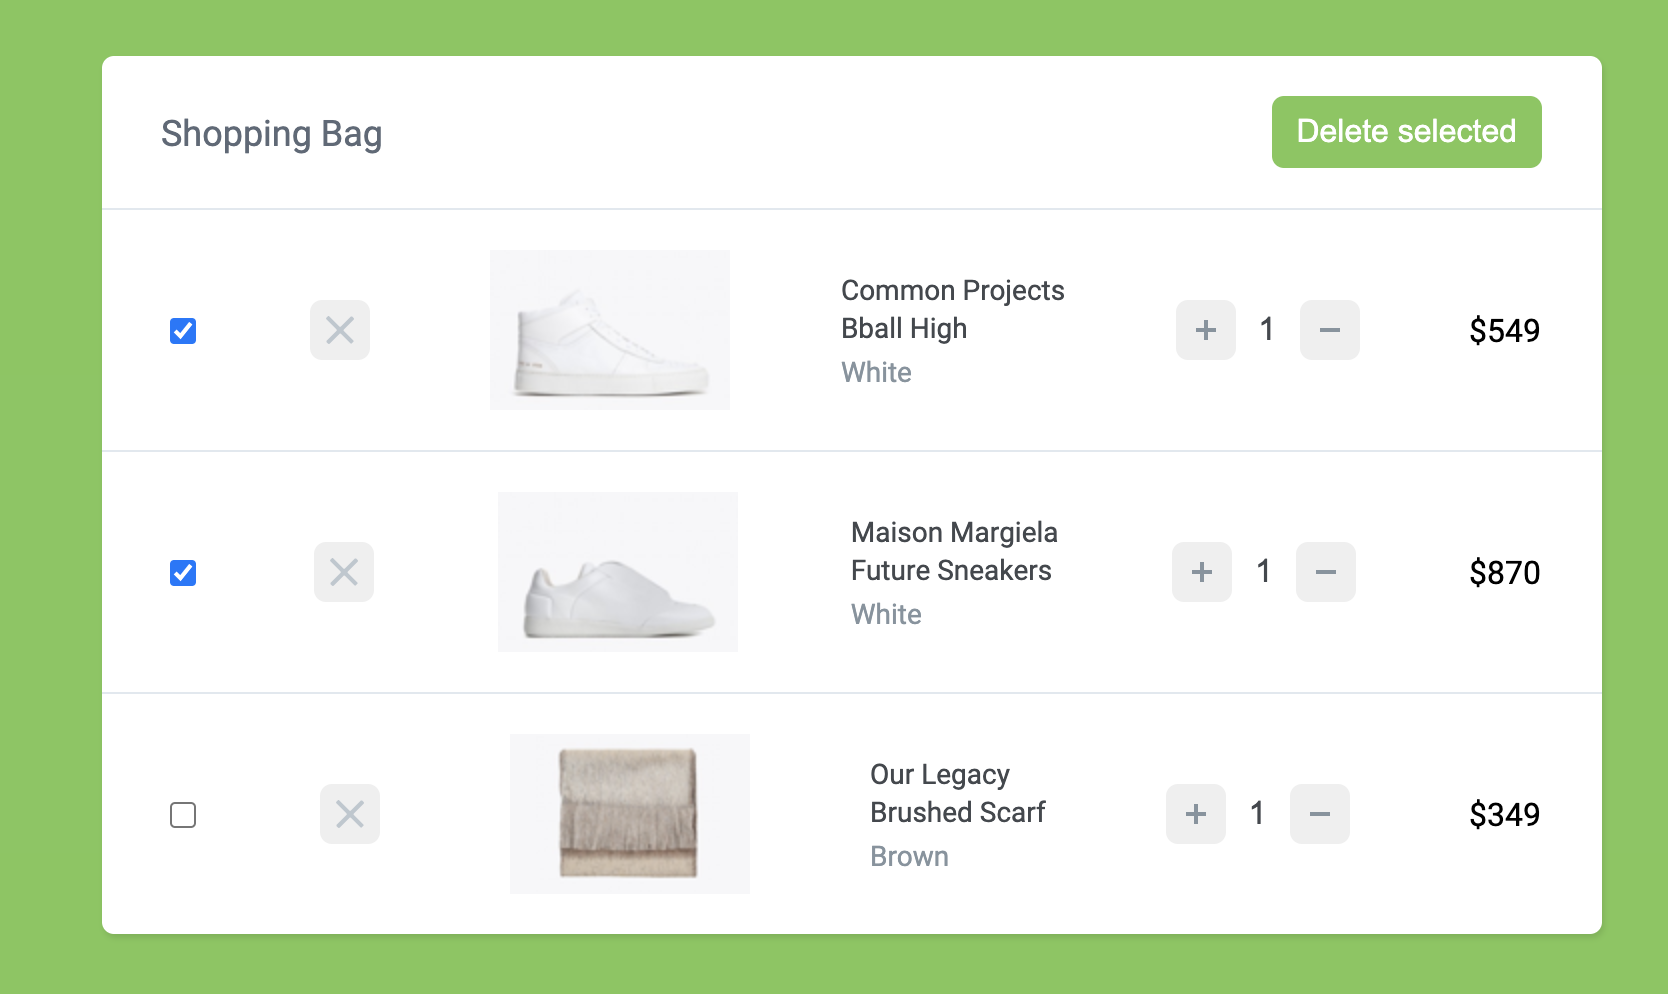 Shopping Bag
Delete selected
Common Projects
Bball High
White
+ 1 −
$549
Maison Margiela
Future Sneakers
White
+ 1 −
$870
Our Legacy
Brushed Scarf
Brown
+ 1 −
$349